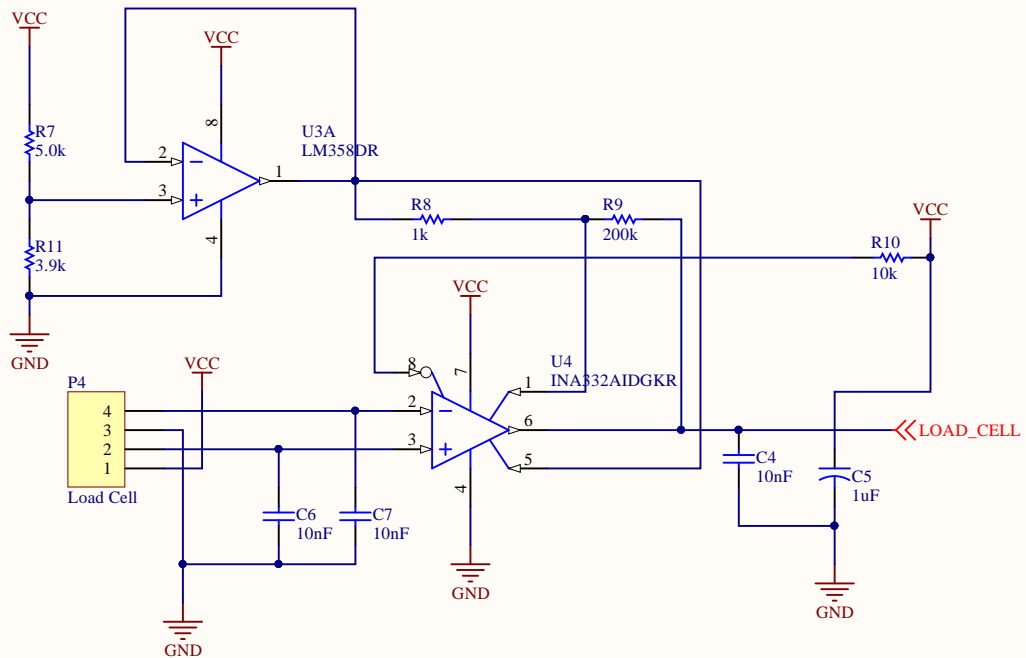 VCC
VCC
R7
5.0k
8
2
3
1
4
U3A
LM358DR
R11
3.9k
GND
R8
1k
R9
200k
VCC
R10
10k
VCC
VCC
P4
4
3
2
1
Load Cell
8
7
2
3
4
1
6
5
U4
INA332AIDGKR
LOAD_CELL
C6
10nF
C7
10nF
C4
10nF
C5
1uF
GND
GND
GND